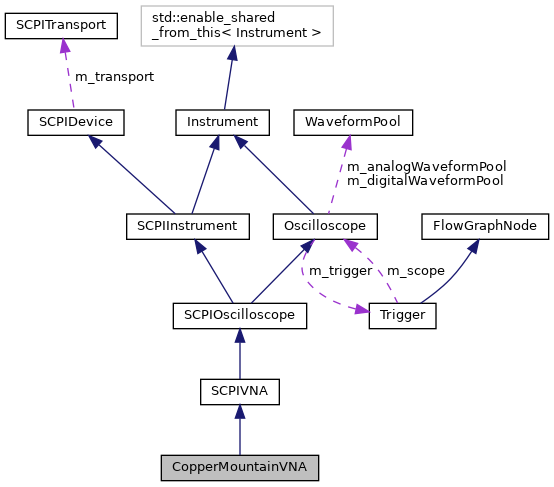 SCPITransport
std::enable_shared
_from_this< Instrument >
m_transport
SCPIDevice
Instrument
WaveformPool
m_analogWaveformPool
m_digitalWaveformPool
SCPIInstrument
Oscilloscope
FlowGraphNode
m_trigger
m_scope
SCPIOscilloscope
Trigger
SCPIVNA
CopperMountainVNA